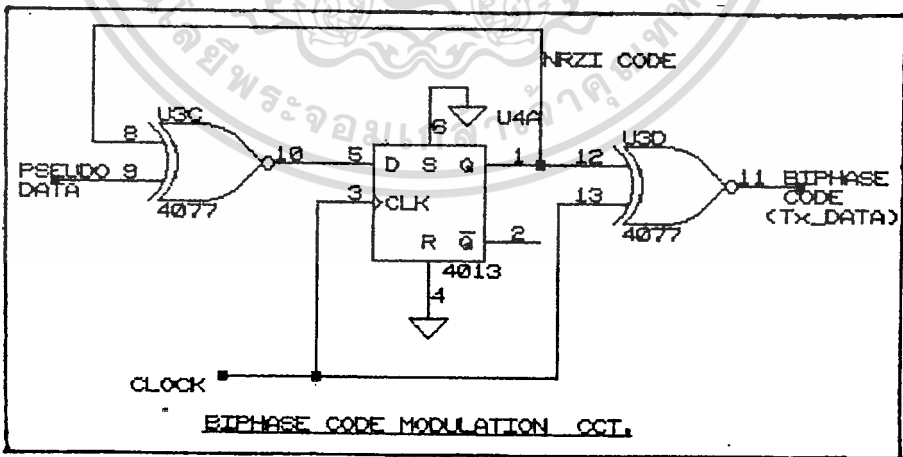 NRZI CODE
U3C
8
PSEUDO 9
DATA
4077
10
5
3
6
U4A
D S Q
CLK
R Q̅
4013
4
1
2
12
13
U3D
4077
11
BIPHASE
CODE
(Tx_DATA)
CLOCK
BIPHASE CODE MODULATION CCT.